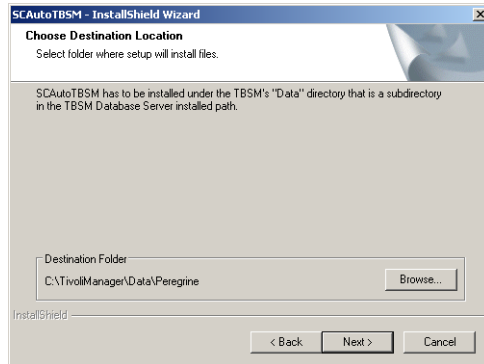 SCAutoTBSM - InstallShield Wizard
Choose Destination Location
Select folder where setup will install files.
SCAutoTBSM has to be installed under the TBSM's "Data" directory that is a subdirectory
in the TBSM Database Server installed path.
Destination Folder
C:\TivoliManager\Data\Peregrine
Browse...
InstallShield
< Back
Next >
Cancel